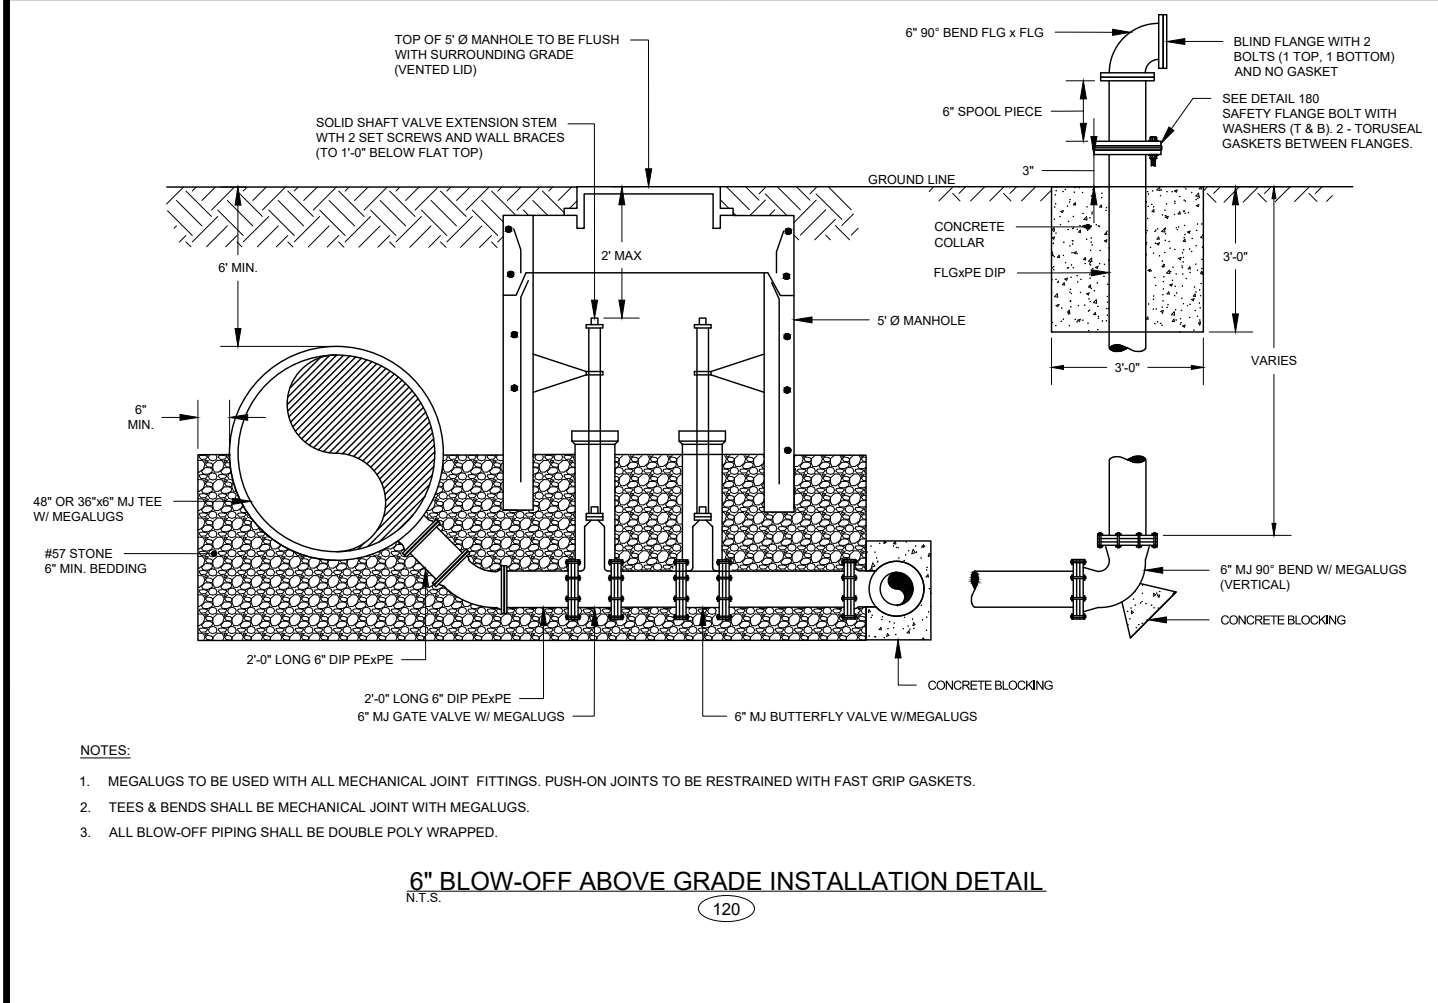 TOP OF 5' Ø MANHOLE TO BE FLUSH
WITH SURROUNDING GRADE
(VENTED LID)
SOLID SHAFT VALVE EXTENSION STEM
WTH 2 SET SCREWS AND WALL BRACES
(TO 1'-0" BELOW FLAT TOP)
6" 90° BEND FLG x FLG
BLIND FLANGE WITH 2
BOLTS (1 TOP, 1 BOTTOM)
AND NO GASKET
6" SPOOL PIECE
SEE DETAIL 180
SAFETY FLANGE BOLT WITH
WASHERS (T & B). 2 - TORUSEAL
GASKETS BETWEEN FLANGES.
3"
GROUND LINE
CONCRETE
COLLAR
FLGxPE DIP
3'-0"
3'-0"
VARIES
6' MIN.
2' MAX
5' Ø MANHOLE
6"
MIN.
48" OR 36"x6" MJ TEE
W/ MEGALUGS
#57 STONE
6" MIN. BEDDING
6" MJ 90° BEND W/ MEGALUGS
(VERTICAL)
CONCRETE BLOCKING
2'-0" LONG 6" DIP PExPE
2'-0" LONG 6" DIP PExPE
6" MJ GATE VALVE W/ MEGALUGS
CONCRETE BLOCKING
6" MJ BUTTERFLY VALVE W/MEGALUGS
NOTES:
1. MEGALUGS TO BE USED WITH ALL MECHANICAL JOINT FITTINGS. PUSH-ON JOINTS TO BE RESTRAINED WITH FAST GRIP GASKETS.
2. TEES & BENDS SHALL BE MECHANICAL JOINT WITH MEGALUGS.
3. ALL BLOW-OFF PIPING SHALL BE DOUBLE POLY WRAPPED.
6" BLOW-OFF ABOVE GRADE INSTALLATION DETAIL
N.T.S.
120